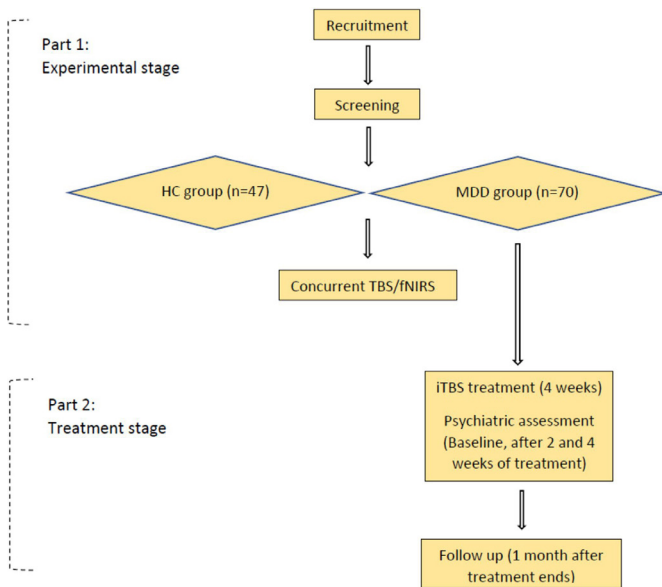 Recruitment
Part 1:
Experimental stage
Screening
HC group (n=47)
MDD group (n=70)
Concurrent TBS/fNIRS
iTBS treatment (4 weeks)
Psychiatric assessment
(Baseline, after 2 and 4
weeks of treatment)
Part 2:
Treatment stage
Follow up (1 month after
treatment ends)